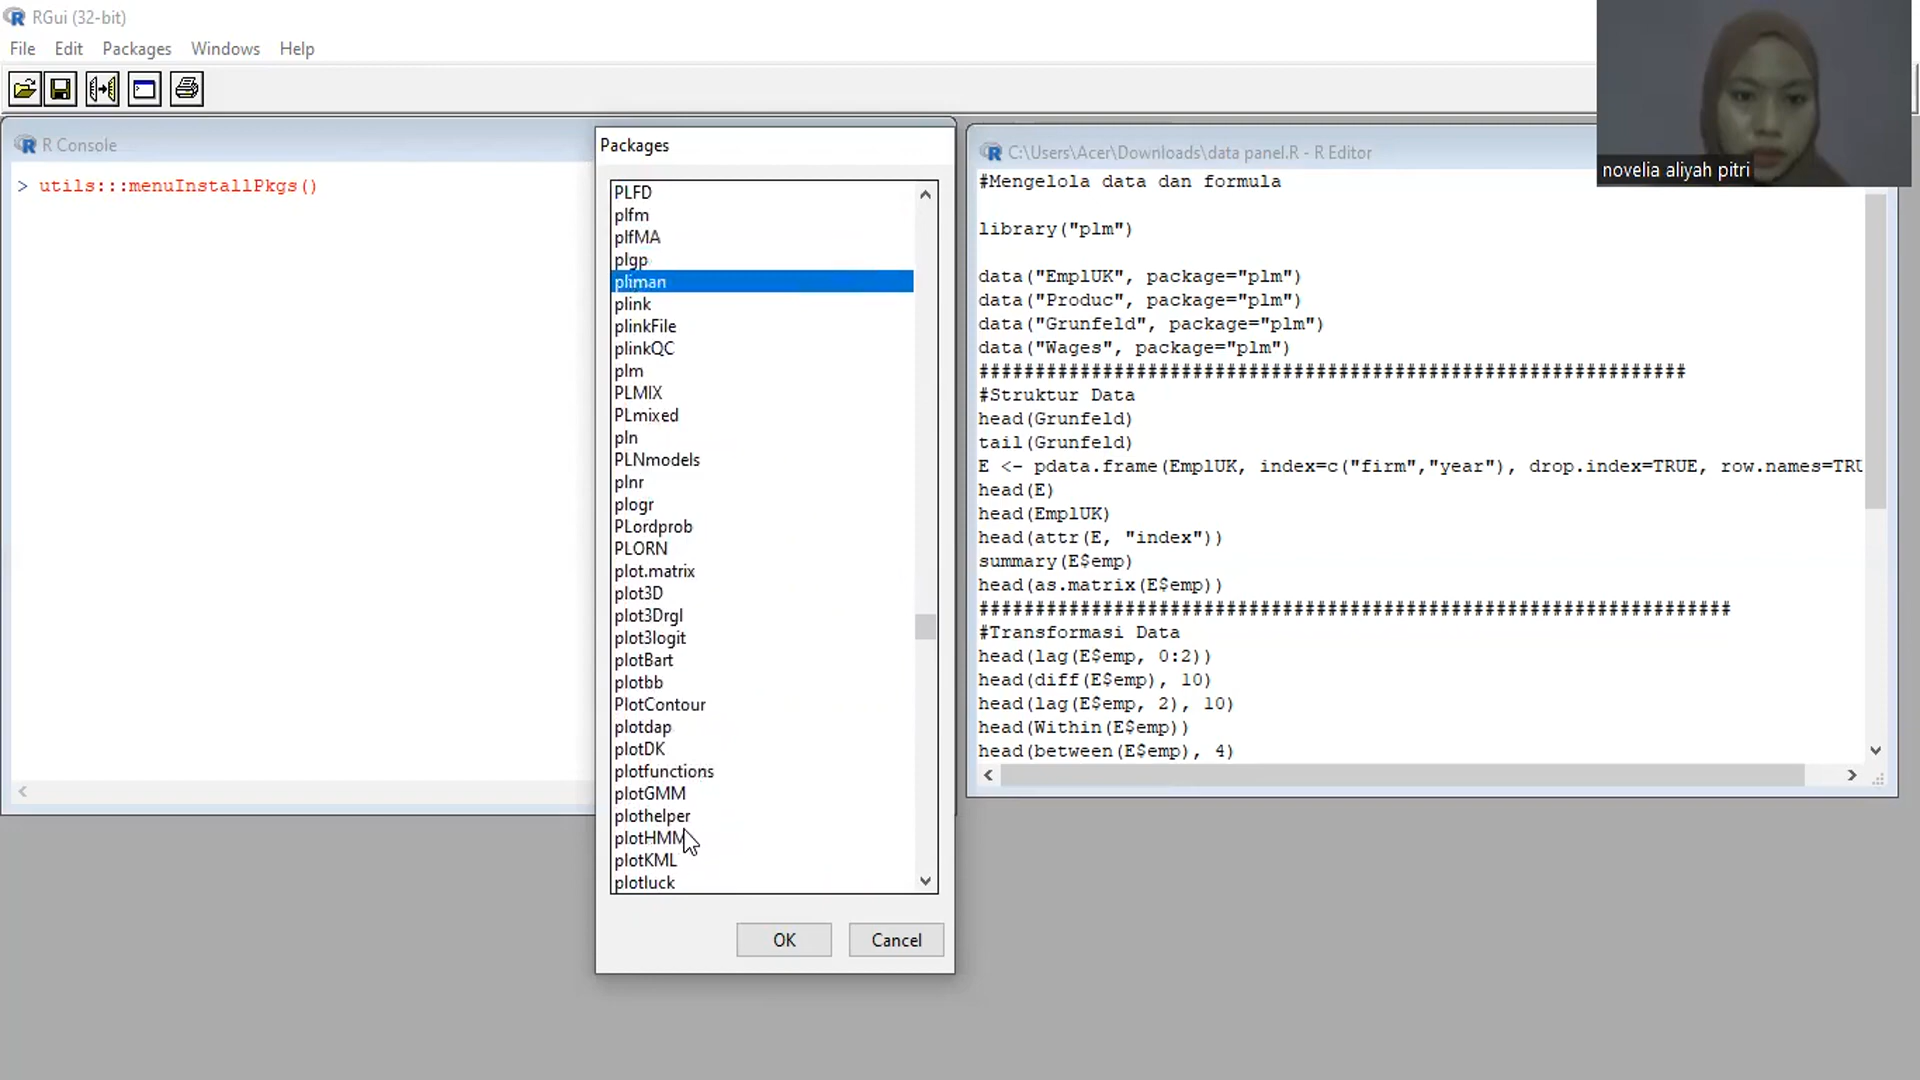 RGui (32-bit)
File Edit Packages Windows Help
R Console
> utils:::menuInstallPkgs()
Packages
PLFD
plfm
plfMA
plgp
pliman
plink
plinkFile
plinkQC
plm
PLMIX
PLmixed
pln
PLNmodels
plnr
plogr
PLordprob
PLORN
plot.matrix
plot3D
plot3Drgl
plot3logit
plotBart
plotbb
PlotContour
plotdap
plotDK
plotfunctions
plotGMM
plothelper
plotHMM
plotKML
plotluck
OK Cancel
C:\Users\Acer\Downloads\data panel.R - R Editor
#Mengelola data dan formula
library("plm")
data("EmplUK", package="plm")
data("Produc", package="plm")
data("Grunfeld", package="plm")
data("Wages", package="plm")
###############################################################
#Struktur Data
head(Grunfeld)
tail(Grunfeld)
E <- pdata.frame(EmplUK, index=c("firm","year"), drop.index=TRUE, row.names=TRU
head(E)
head(EmplUK)
head(attr(E, "index"))
summary(E$emp)
head(as.matrix(E$emp))
###################################################################
#Transformasi Data
head(lag(E$emp, 0:2))
head(diff(E$emp), 10)
head(lag(E$emp, 2), 10)
head(Within(E$emp))
head(between(E$emp), 4)
novelia aliyah pitri